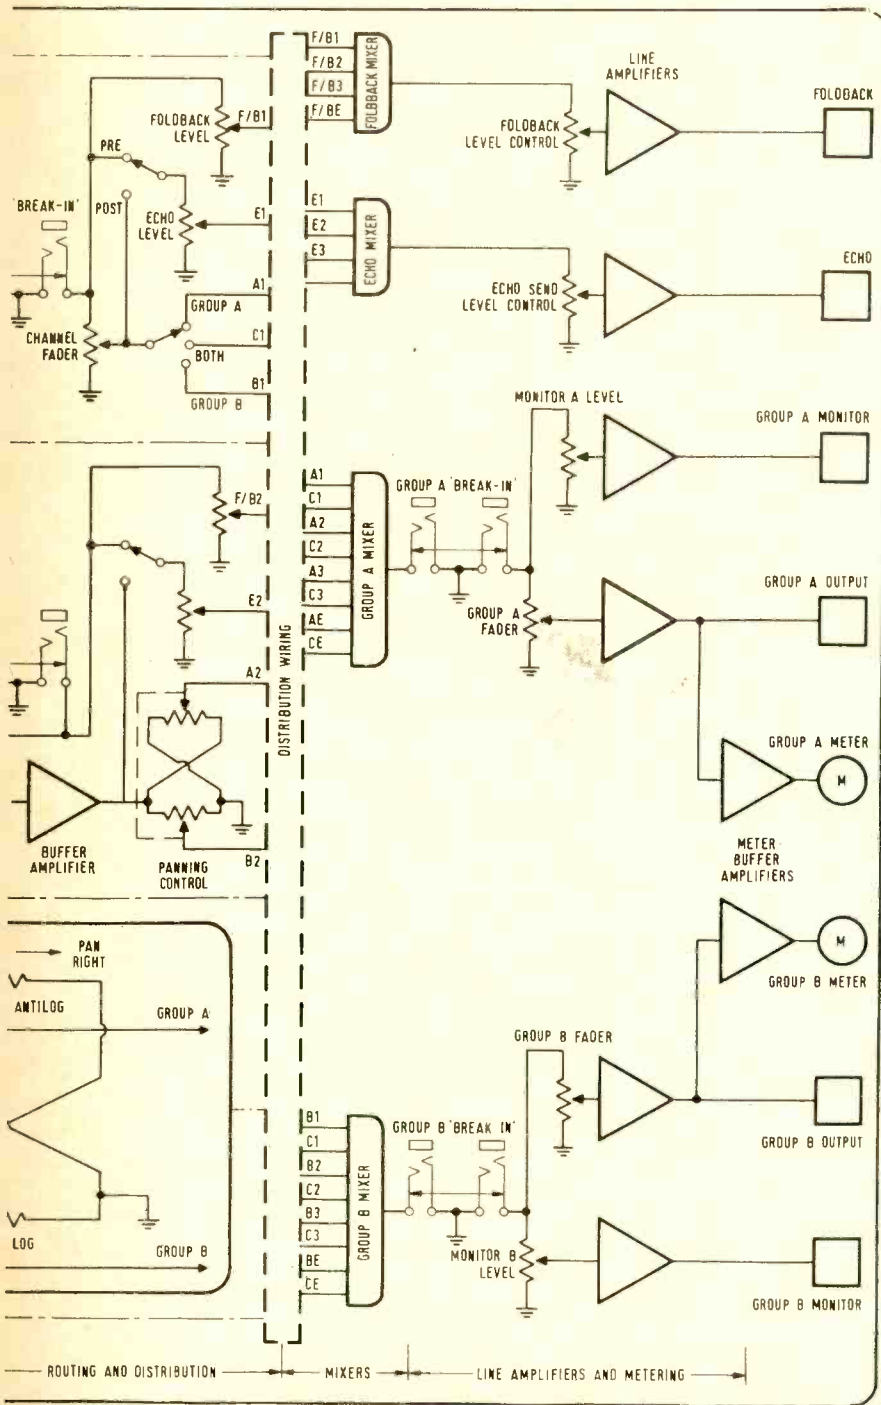 F/B1
F/B2
F/B3
F/BE
FOLDBACK MIXER
LINE
AMPLIFIERS
FOLDBACK
FOLDBACK
LEVEL CONTROL
FOLDBACK
LEVEL
F/B1
PRE
POST
'BREAK-IN'
ECHO
LEVEL
E1
E1
E2
E3
ECHO MIXER
ECHO SEND
LEVEL CONTROL
ECHO
A1
GROUP A
CHANNEL
FADER
C1
BOTH
B1
GROUP B
MONITOR A LEVEL
GROUP A MONITOR
F/B2
A1
C1
A2
C2
A3
C3
AE
CE
GROUP A MIXER
GROUP A 'BREAK-IN'
GROUP A
FADER
GROUP A OUTPUT
E2
A2
DISTRIBUTION WIRING
GROUP A METER
M
BUFFER
AMPLIFIER
PANNING
CONTROL
B2
METER
BUFFER
AMPLIFIERS
M
GROUP B METER
PAN
RIGHT
ANTILOG
GROUP A
LOG
GROUP B
GROUP B FADER
B1
C1
B2
C2
B3
C3
BE
CE
GROUP B MIXER
GROUP B 'BREAK IN'
GROUP B OUTPUT
MONITOR B
LEVEL
GROUP B MONITOR
ROUTING AND DISTRIBUTION
MIXERS
LINE AMPLIFIERS AND METERING